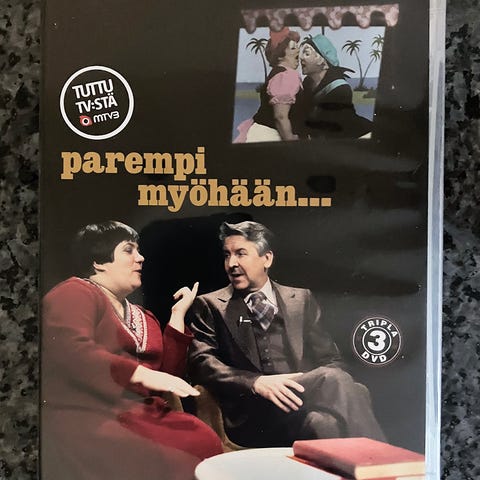 TUTTU
TV:STÄ
MTV3
parempi
myöhään...
TRIPLA
3
DVD